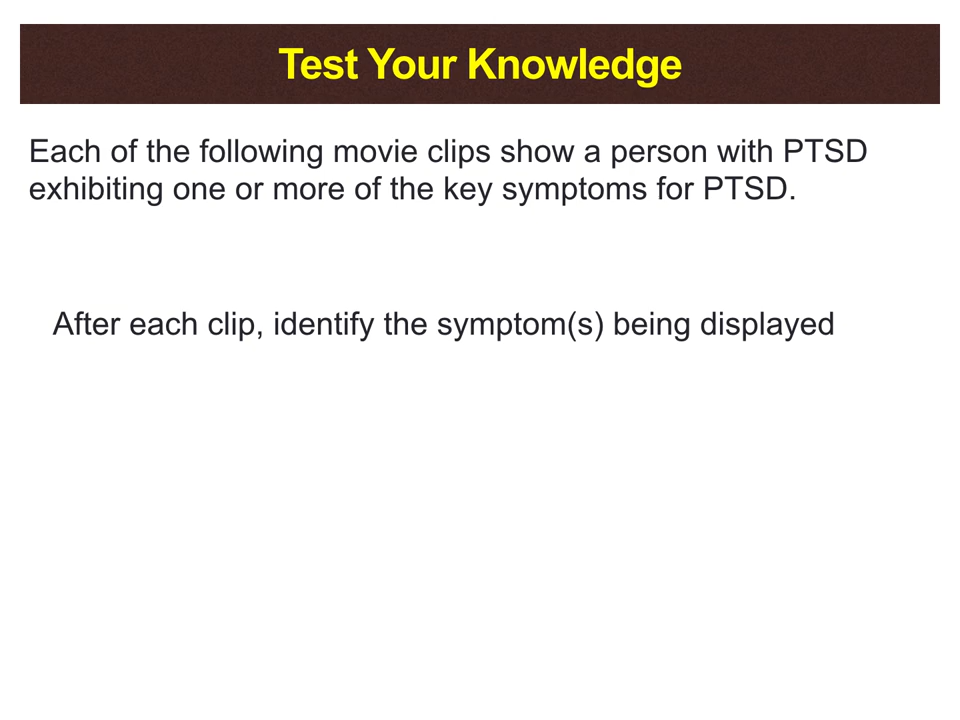 Test Your Knowledge
Each of the following movie clips show a person with PTSD
exhibiting one or more of the key symptoms for PTSD.
After each clip, identify the symptom(s) being displayed